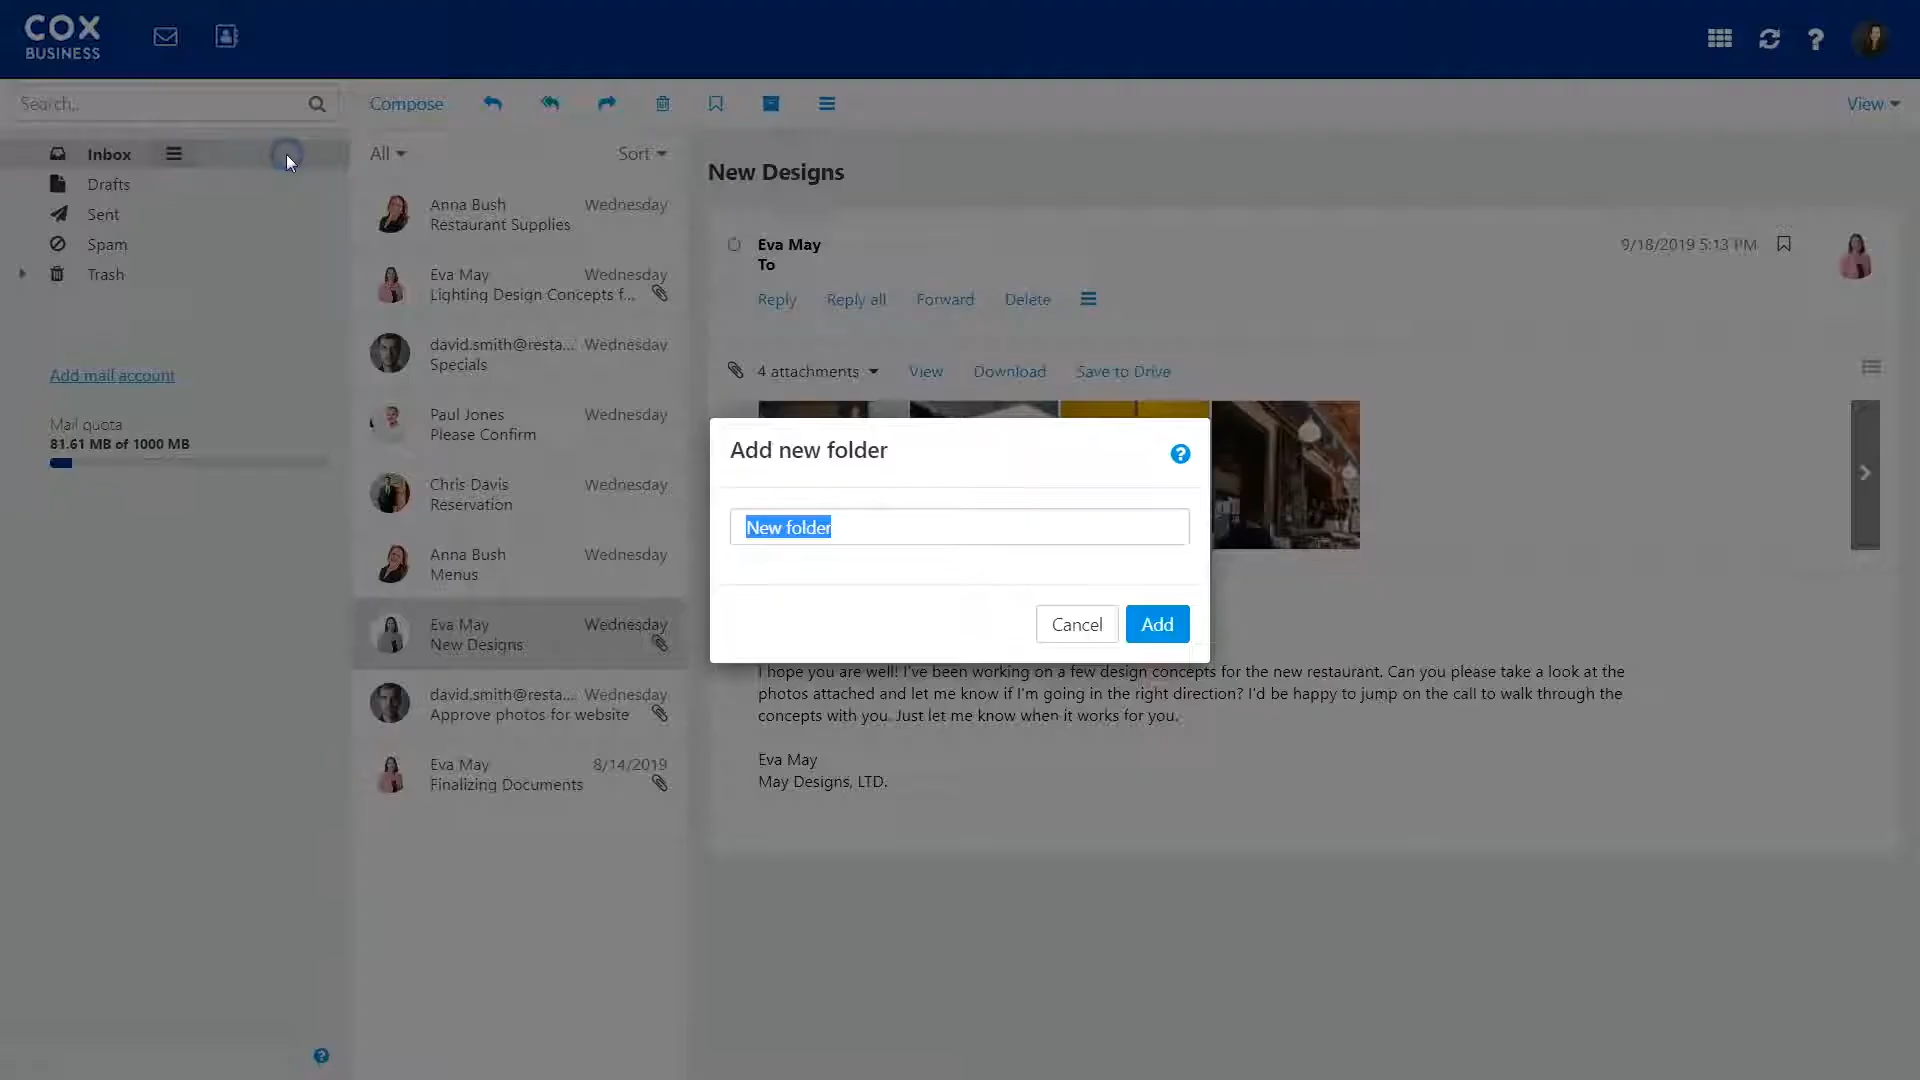 COX
BUSINESS
Search...
Compose
View
Inbox
Drafts
Sent
Spam
Trash
Add mail account
Mail quota
81.61 MB of 1000 MB
All
Sort
Anna Bush
Wednesday
Restaurant Supplies
Eva May
Wednesday
Lighting Design Concepts f...
david.smith@resta...
Wednesday
Specials
Paul Jones
Wednesday
Please Confirm
Chris Davis
Wednesday
Reservation
Anna Bush
Wednesday
Menus
Eva May
Wednesday
New Designs
david.smith@resta...
Wednesday
Approve photos for website
Eva May
8/14/2019
Finalizing Documents
New Designs
Eva May
9/18/2019 5:13 PM
To
Reply
Reply all
Forward
Delete
4 attachments
View
Download
Save to Drive
Add new folder
New folder
Cancel
Add
I hope you are well! I've been working on a few design concepts for the new restaurant. Can you please take a look at the
photos attached and let me know if I'm going in the right direction? I'd be happy to jump on the call to walk through the
concepts with you. Just let me know when it works for you.
Eva May
May Designs, LTD.